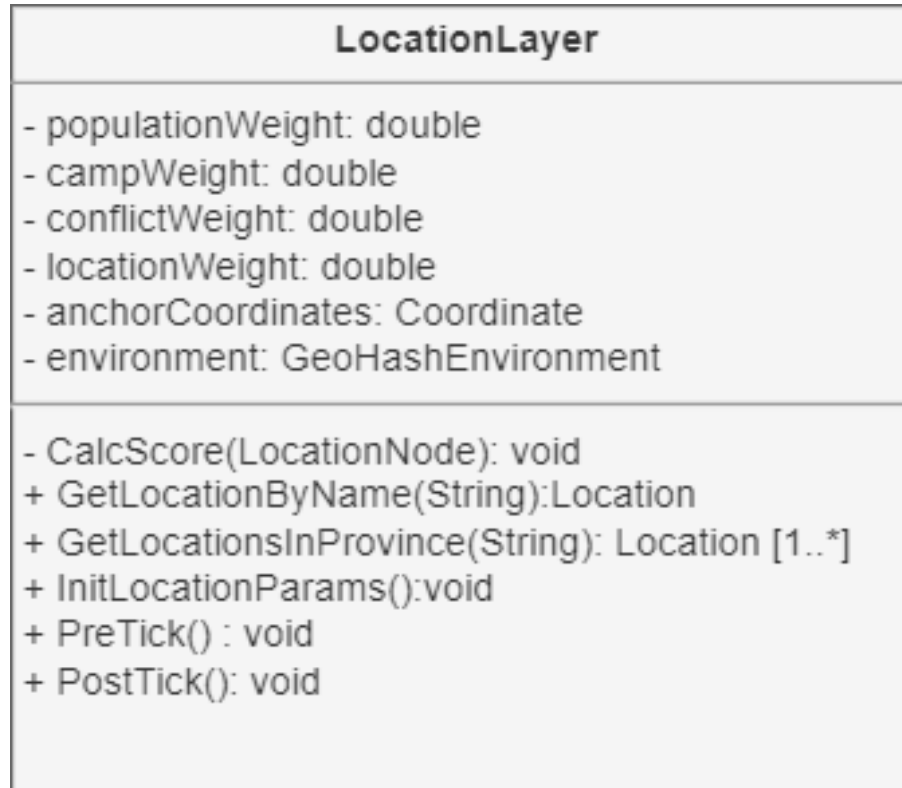 LocationLayer
- populationWeight: double
- campWeight: double
- conflictWeight: double
- locationWeight: double
- anchorCoordinates: Coordinate
- environment: GeoHashEnvironment
- CalcScore(LocationNode): void
+ GetLocationByName(String):Location
+ GetLocationsInProvince(String): Location [1..*]
+ InitLocationParams():void
+ PreTick() : void
+ PostTick(): void